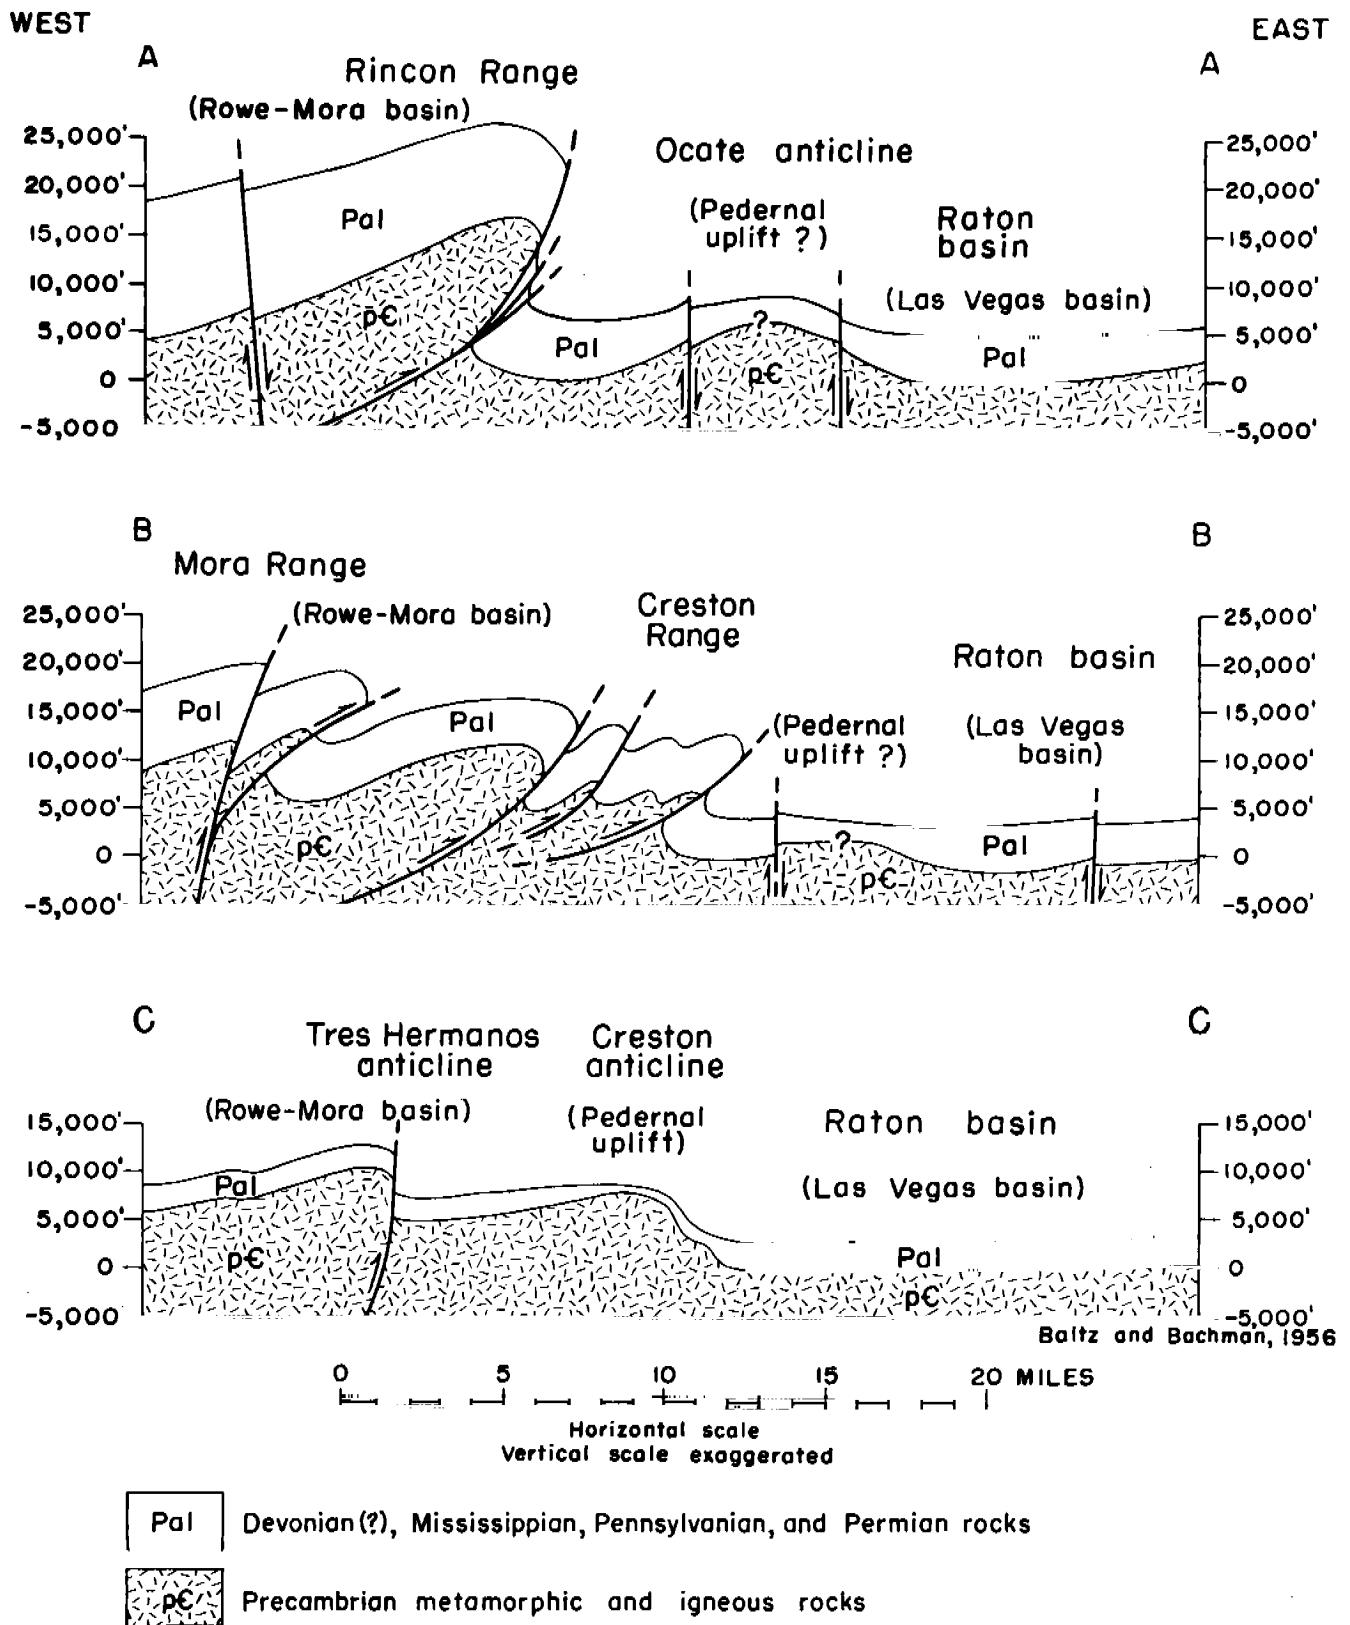 WEST
EAST
A
A
Rincon Range
(Rowe-Mora basin)
Ocate anticline
(Pedernal
uplift ?)
Raton
basin
(Las Vegas basin)
25,000'
20,000'
15,000'
10,000'
5,000'
0
-5,000
25,000'
20,000'
15,000'
10,000'
5,000'
0
-5,000'
Pal
p€
Pal
?
p€
Pal
B
B
Mora Range
(Rowe-Mora basin)
Creston
Range
Raton basin
(Pedernal
uplift ?)
(Las Vegas
basin)
25,000'
20,000'
15,000'
10,000'
5,000'
0
-5,000'
25,000'
20,000'
15,000'
10,000'
5,000'
0
-5,000'
Pal
Pal
p€
?
Pal
p€
C
C
Tres Hermanos
anticline
Creston
anticline
(Rowe-Mora basin)
(Pedernal
uplift)
Raton basin
(Las Vegas basin)
15,000'
10,000'
5,000'
0
-5,000
15,000'
10,000'
5,000'
0
-5,000'
Pal
p€
Pal
p€
Baltz and Bachman, 1956
0 5 10 15 20 MILES
Horizontal scale
Vertical scale exaggerated
Pal Devonian(?), Mississippian, Pennsylvanian, and Permian rocks
p€ Precambrian metamorphic and igneous rocks